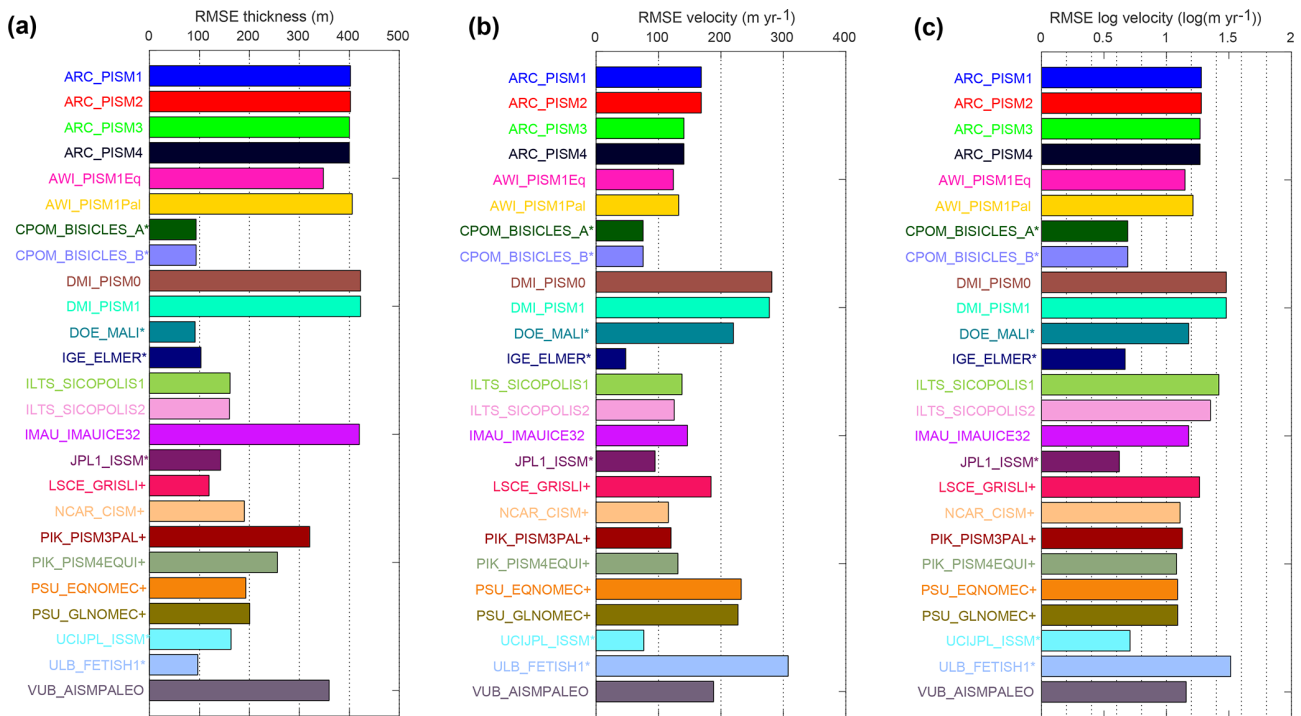 (a)
RMSE thickness (m)
0 100 200 300 400 500
ARC_PISM1
ARC_PISM2
ARC_PISM3
ARC_PISM4
AWI_PISM1Eq
AWI_PISM1Pal
CPOM_BISICLES_A*
CPOM_BISICLES_B*
DMI_PISM0
DMI_PISM1
DOE_MALI*
IGE_ELMER*
ILTS_SICOPOLIS1
ILTS_SICOPOLIS2
IMAU_IMAUICE32
JPL1_ISSM*
LSCE_GRISLI+
NCAR_CISM+
PIK_PISM3PAL+
PIK_PISM4EQUI+
PSU_EQNOMEC+
PSU_GLNOMEC+
UCIJPL_ISSM*
ULB_FETISH1*
VUB_AISMPALEO
(b)
RMSE velocity (m yr-¹)
0 100 200 300 400
ARC_PISM1
ARC_PISM2
ARC_PISM3
ARC_PISM4
AWI_PISM1Eq
AWI_PISM1Pal
CPOM_BISICLES_A*
CPOM_BISICLES_B*
DMI_PISM0
DMI_PISM1
DOE_MALI*
IGE_ELMER*
ILTS_SICOPOLIS1
ILTS_SICOPOLIS2
IMAU_IMAUICE32
JPL1_ISSM*
LSCE_GRISLI+
NCAR_CISM+
PIK_PISM3PAL+
PIK_PISM4EQUI+
PSU_EQNOMEC+
PSU_GLNOMEC+
UCIJPL_ISSM*
ULB_FETISH1*
VUB_AISMPALEO
(c)
RMSE log velocity (log(m yr-¹))
0 0.5 1 1.5 2
ARC_PISM1
ARC_PISM2
ARC_PISM3
ARC_PISM4
AWI_PISM1Eq
AWI_PISM1Pal
CPOM_BISICLES_A*
CPOM_BISICLES_B*
DMI_PISM0
DMI_PISM1
DOE_MALI*
IGE_ELMER*
ILTS_SICOPOLIS1
ILTS_SICOPOLIS2
IMAU_IMAUICE32
JPL1_ISSM*
LSCE_GRISLI+
NCAR_CISM+
PIK_PISM3PAL+
PIK_PISM4EQUI+
PSU_EQNOMEC+
PSU_GLNOMEC+
UCIJPL_ISSM*
ULB_FETISH1*
VUB_AISMPALEO